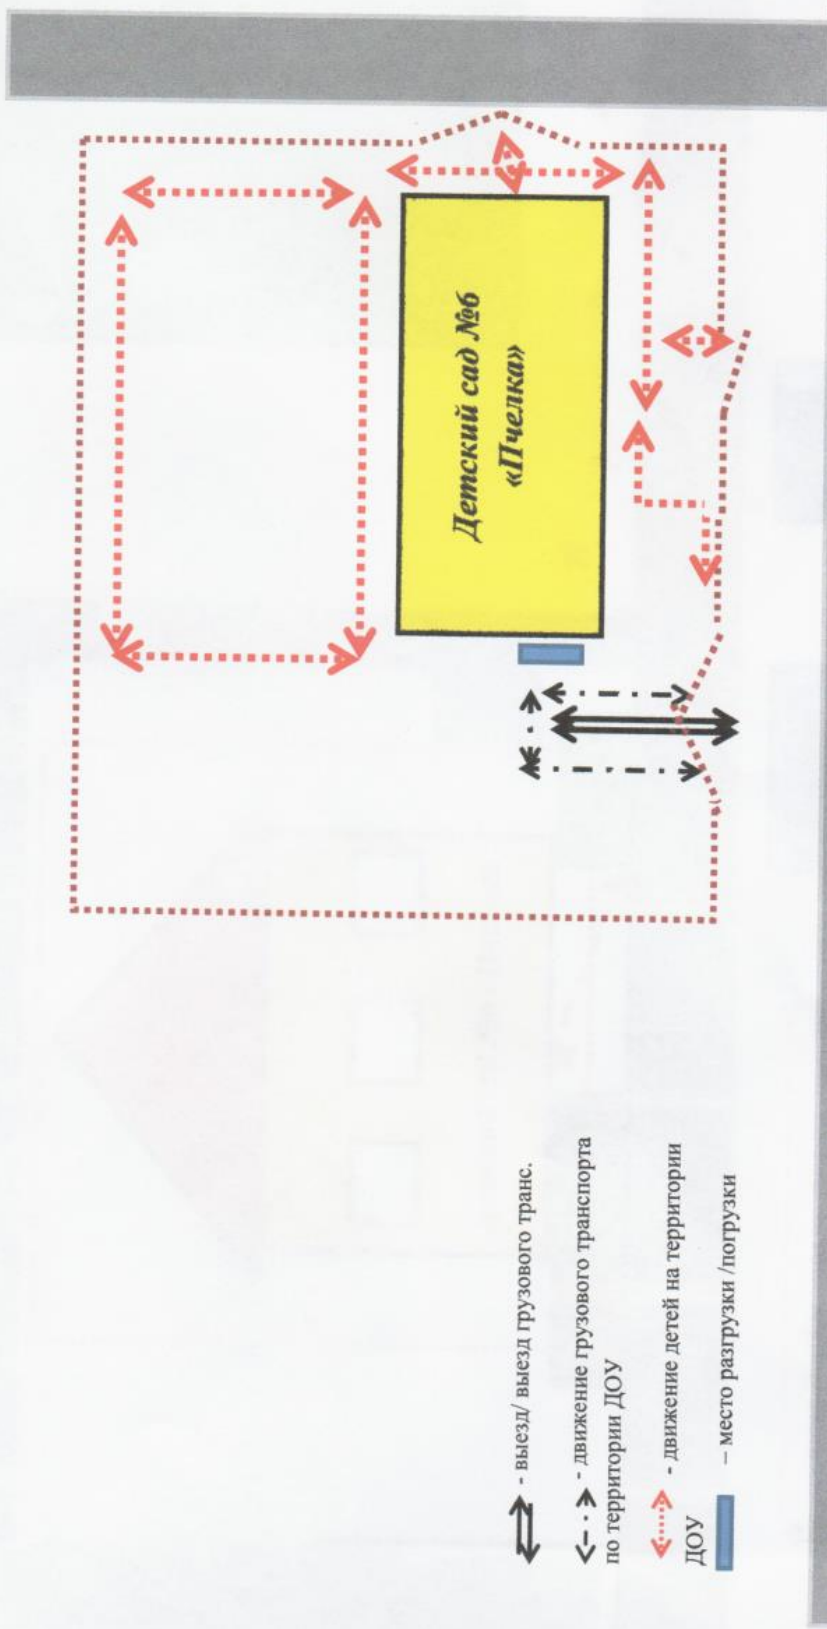 Детский сад №6
«Пчелка»
- выезд/ выезд грузового транс.
- движение грузового транспорта
по территории ДОУ
- движение детей на территории
ДОУ
– место разгрузки /погрузки